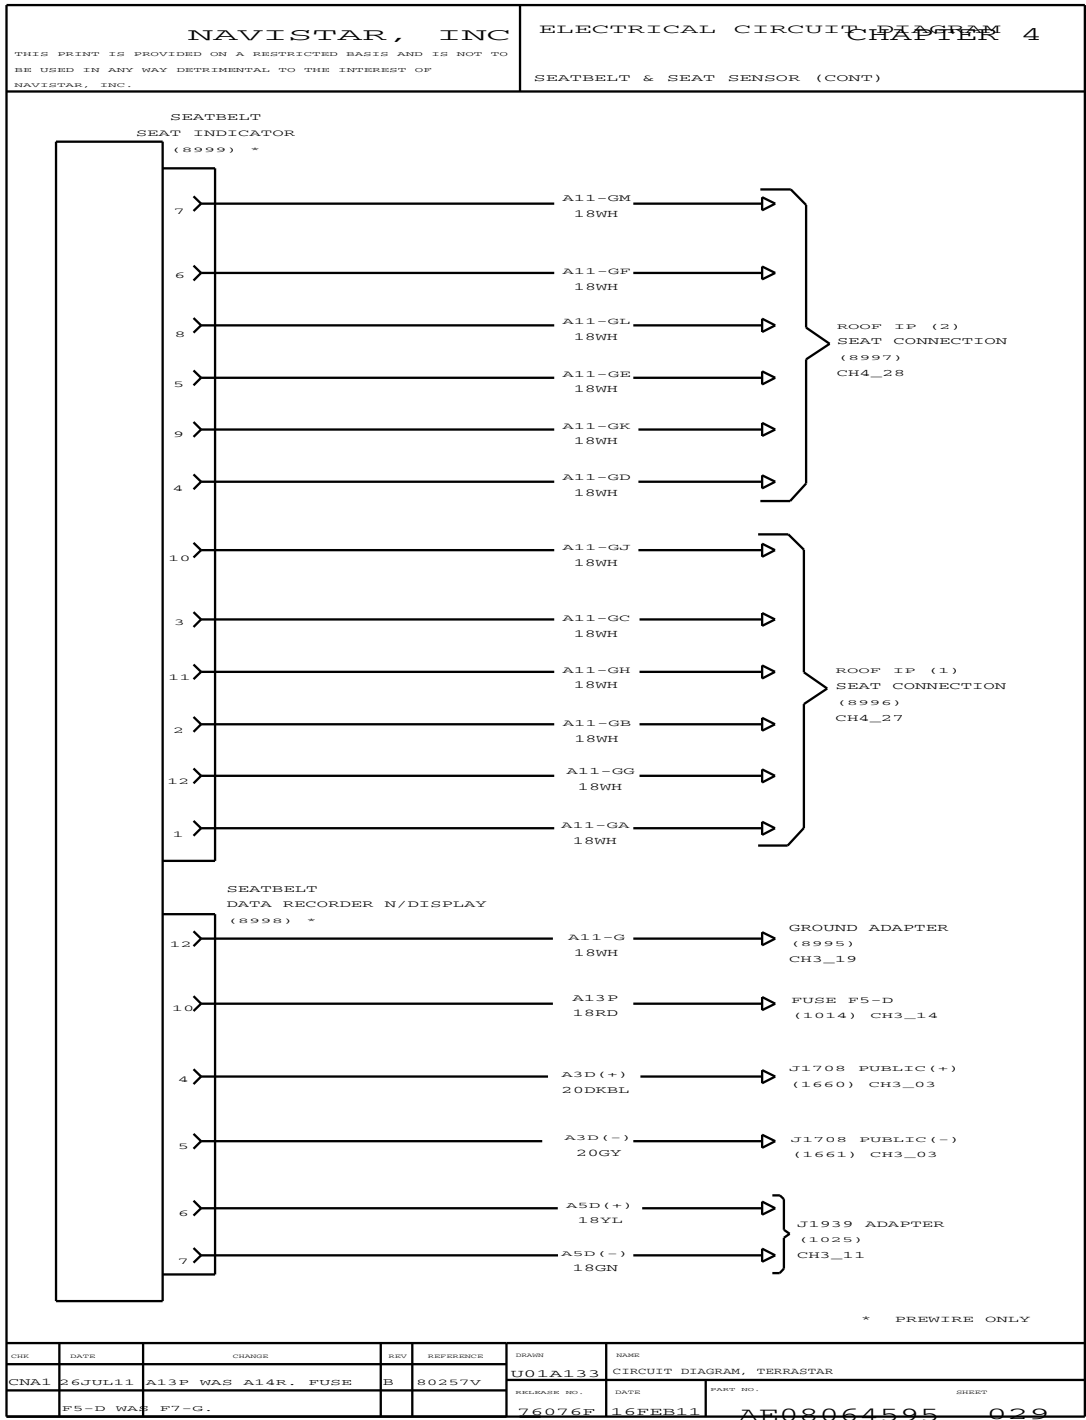 NAVISTAR, INC
THIS PRINT IS PROVIDED ON A RESTRICTED BASIS AND IS NOT TO
BE USED IN ANY WAY DETRIMENTAL TO THE INTEREST OF
NAVISTAR, INC.
ELECTRICAL CIRCUIT DIAGRAM
CHAPTER 4
SEATBELT & SEAT SENSOR (CONT)
SEATBELT
SEAT INDICATOR
(8999) *
7 A11-GM
18WH
6 A11-GF
18WH
8 A11-GL
18WH
5 A11-GE
18WH
9 A11-GK
18WH
4 A11-GD
18WH
ROOF IP (2)
SEAT CONNECTION
(8997)
CH4_28
10 A11-GJ
18WH
3 A11-GC
18WH
11 A11-GH
18WH
2 A11-GB
18WH
12 A11-GG
18WH
1 A11-GA
18WH
ROOF IP (1)
SEAT CONNECTION
(8996)
CH4_27
SEATBELT
DATA RECORDER N/DISPLAY
(8998) *
12 A11-G
18WH
GROUND ADAPTER
(8995)
CH3_19
10 A13P
18RD
FUSE F5-D
(1014) CH3_14
4 A3D(+)
20DKBL
J1708 PUBLIC(+)
(1660) CH3_03
5 A3D(-)
20GY
J1708 PUBLIC(-)
(1661) CH3_03
6 A5D(+)
18YL
7 A5D(-)
18GN
J1939 ADAPTER
(1025)
CH3_11
* PREWIRE ONLY
CHK DATE CHANGE REV REFERENCE
CNA1 26JUL11 A13P WAS A14R. FUSE B 80257V
F5-D WAS F7-G.
DRAWN
U01A133
NAME
CIRCUIT DIAGRAM, TERRASTAR
RELEASE NO.
76076F
DATE
16FEB11
PART NO.
AE08064595
SHEET
029